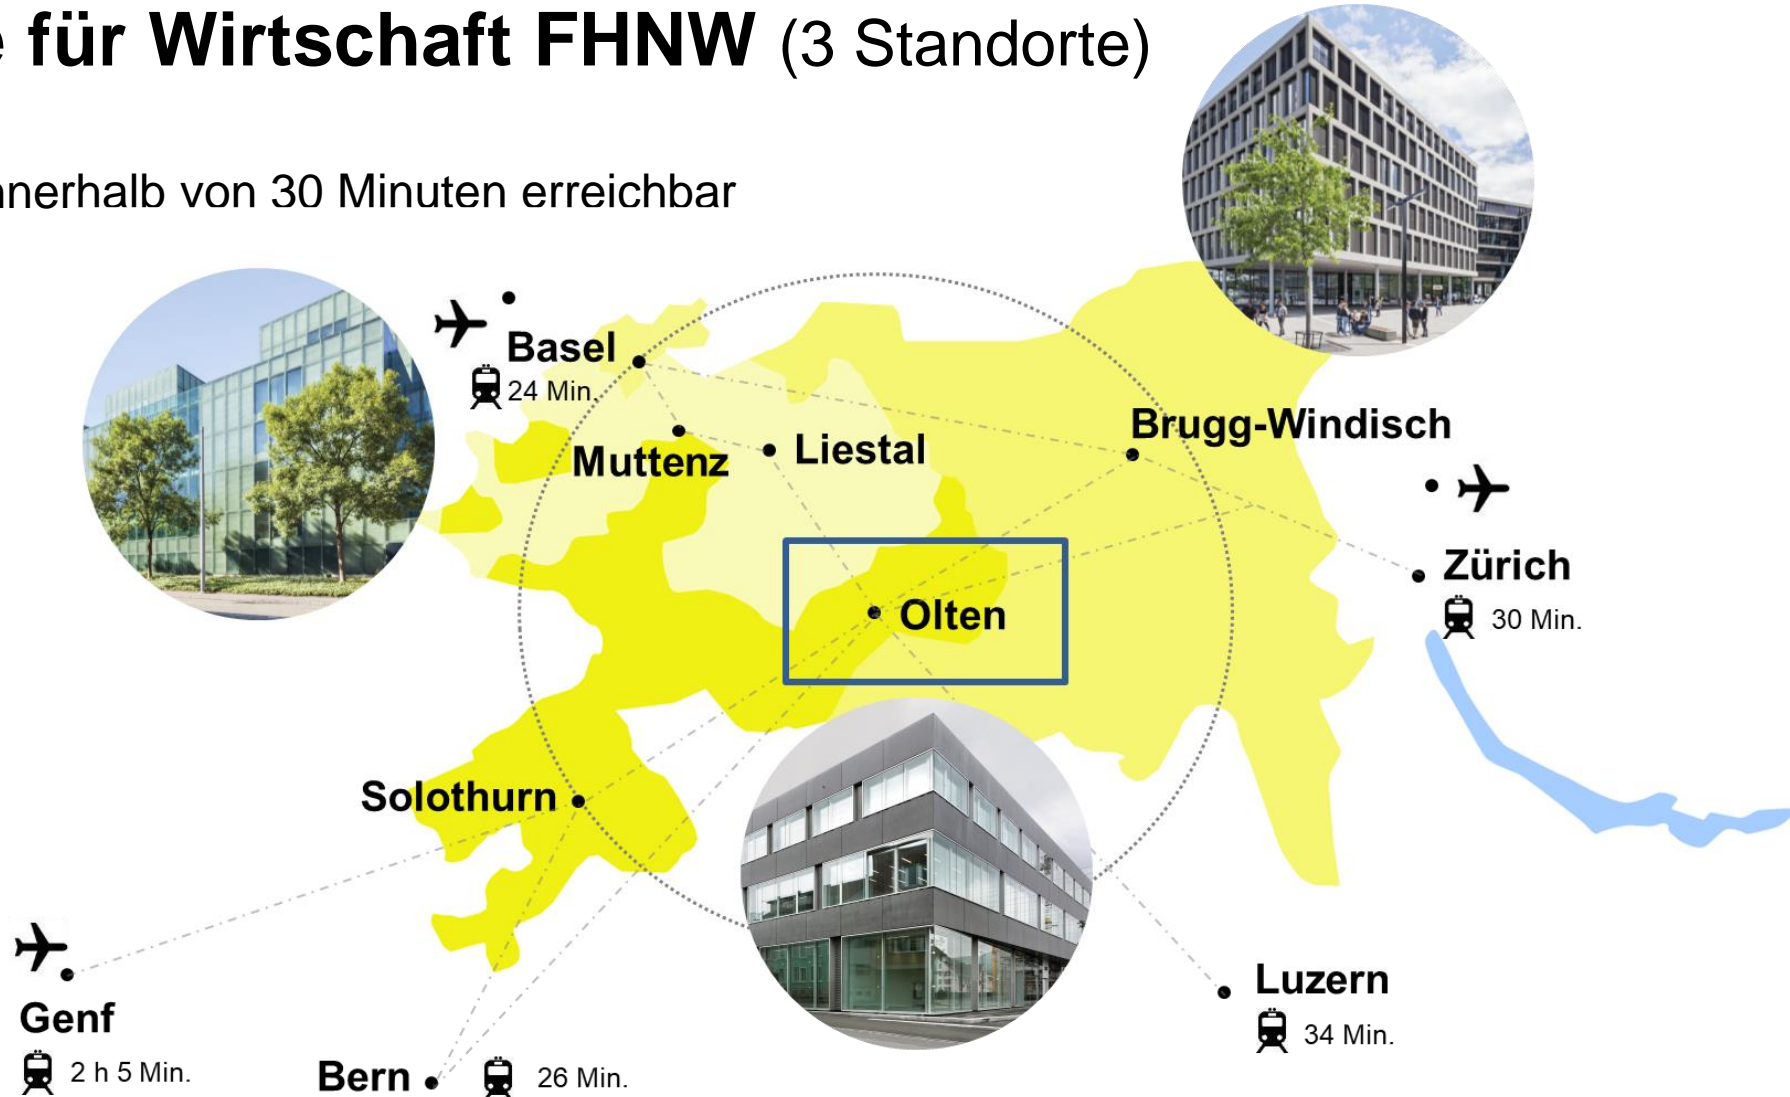 e für Wirtschaft FHNW (3 Standorte)
nnerhalb von 30 Minuten erreichbar
Basel
24 Min.
Brugg-Windisch
Muttenz
Liestal
Zürich
30 Min.
Olten
Solothurn
Luzern
34 Min.
Genf
2 h 5 Min.
Bern
26 Min.